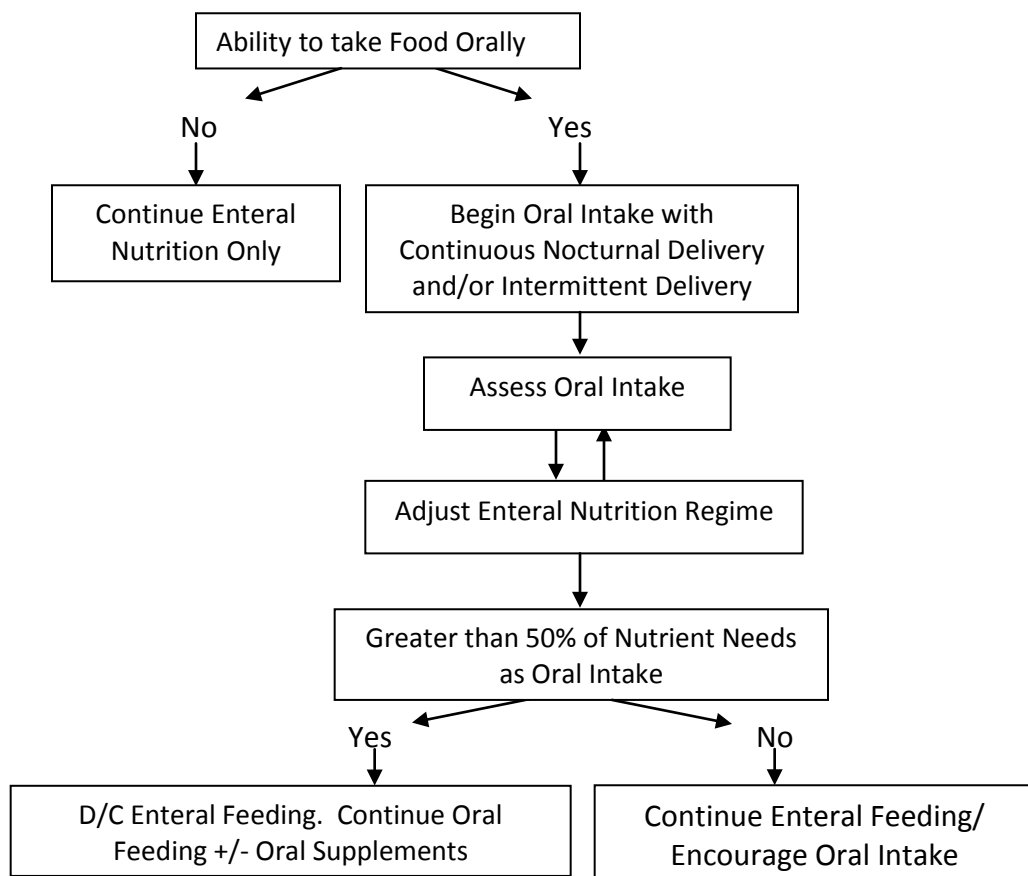 Ability to take Food Orally
No
Yes
Continue Enteral
Nutrition Only
Begin Oral Intake with
Continuous Nocturnal Delivery
and/or Intermittent Delivery
Assess Oral Intake
Adjust Enteral Nutrition Regime
Greater than 50% of Nutrient Needs
as Oral Intake
Yes
No
D/C Enteral Feeding.  Continue Oral
Feeding +/- Oral Supplements
Continue Enteral Feeding/
Encourage Oral Intake